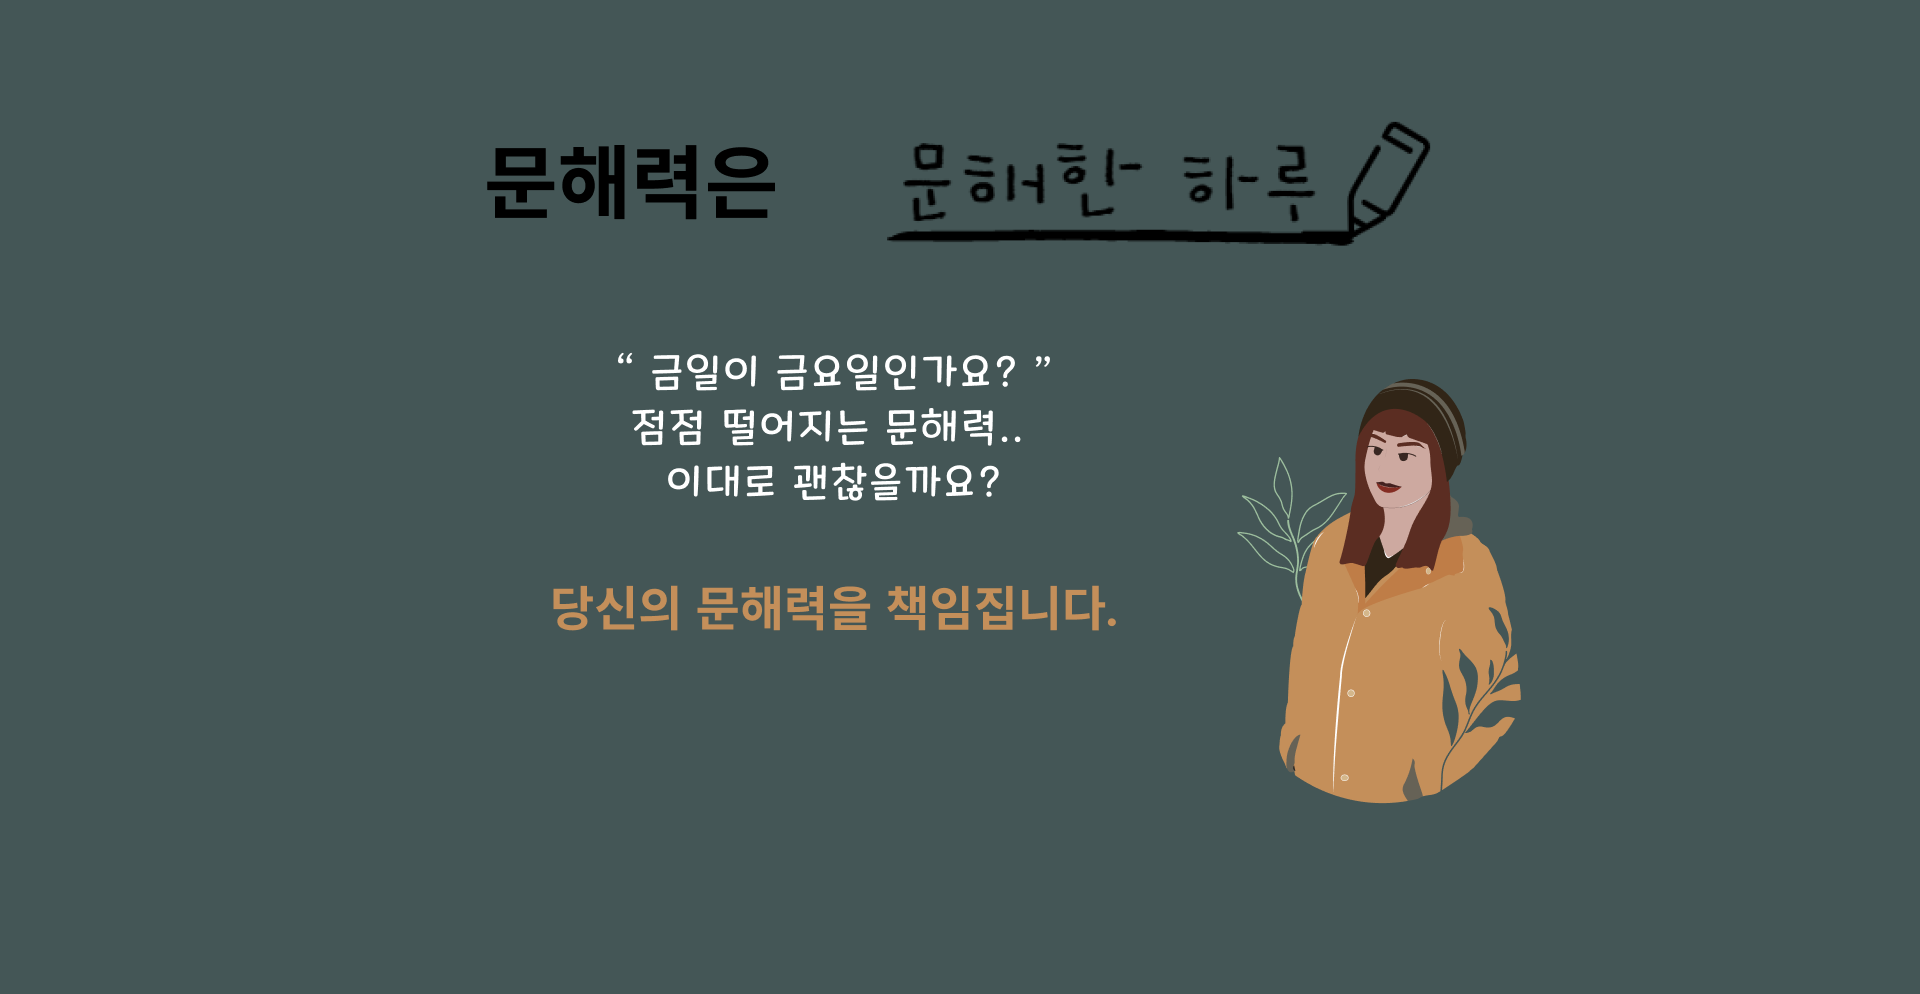 문해력은 문해한 하루
“ 금일이 금요일인가요? ”
점점 떨어지는 문해력..
이대로 괜찮을까요?
당신의 문해력을 책임집니다.